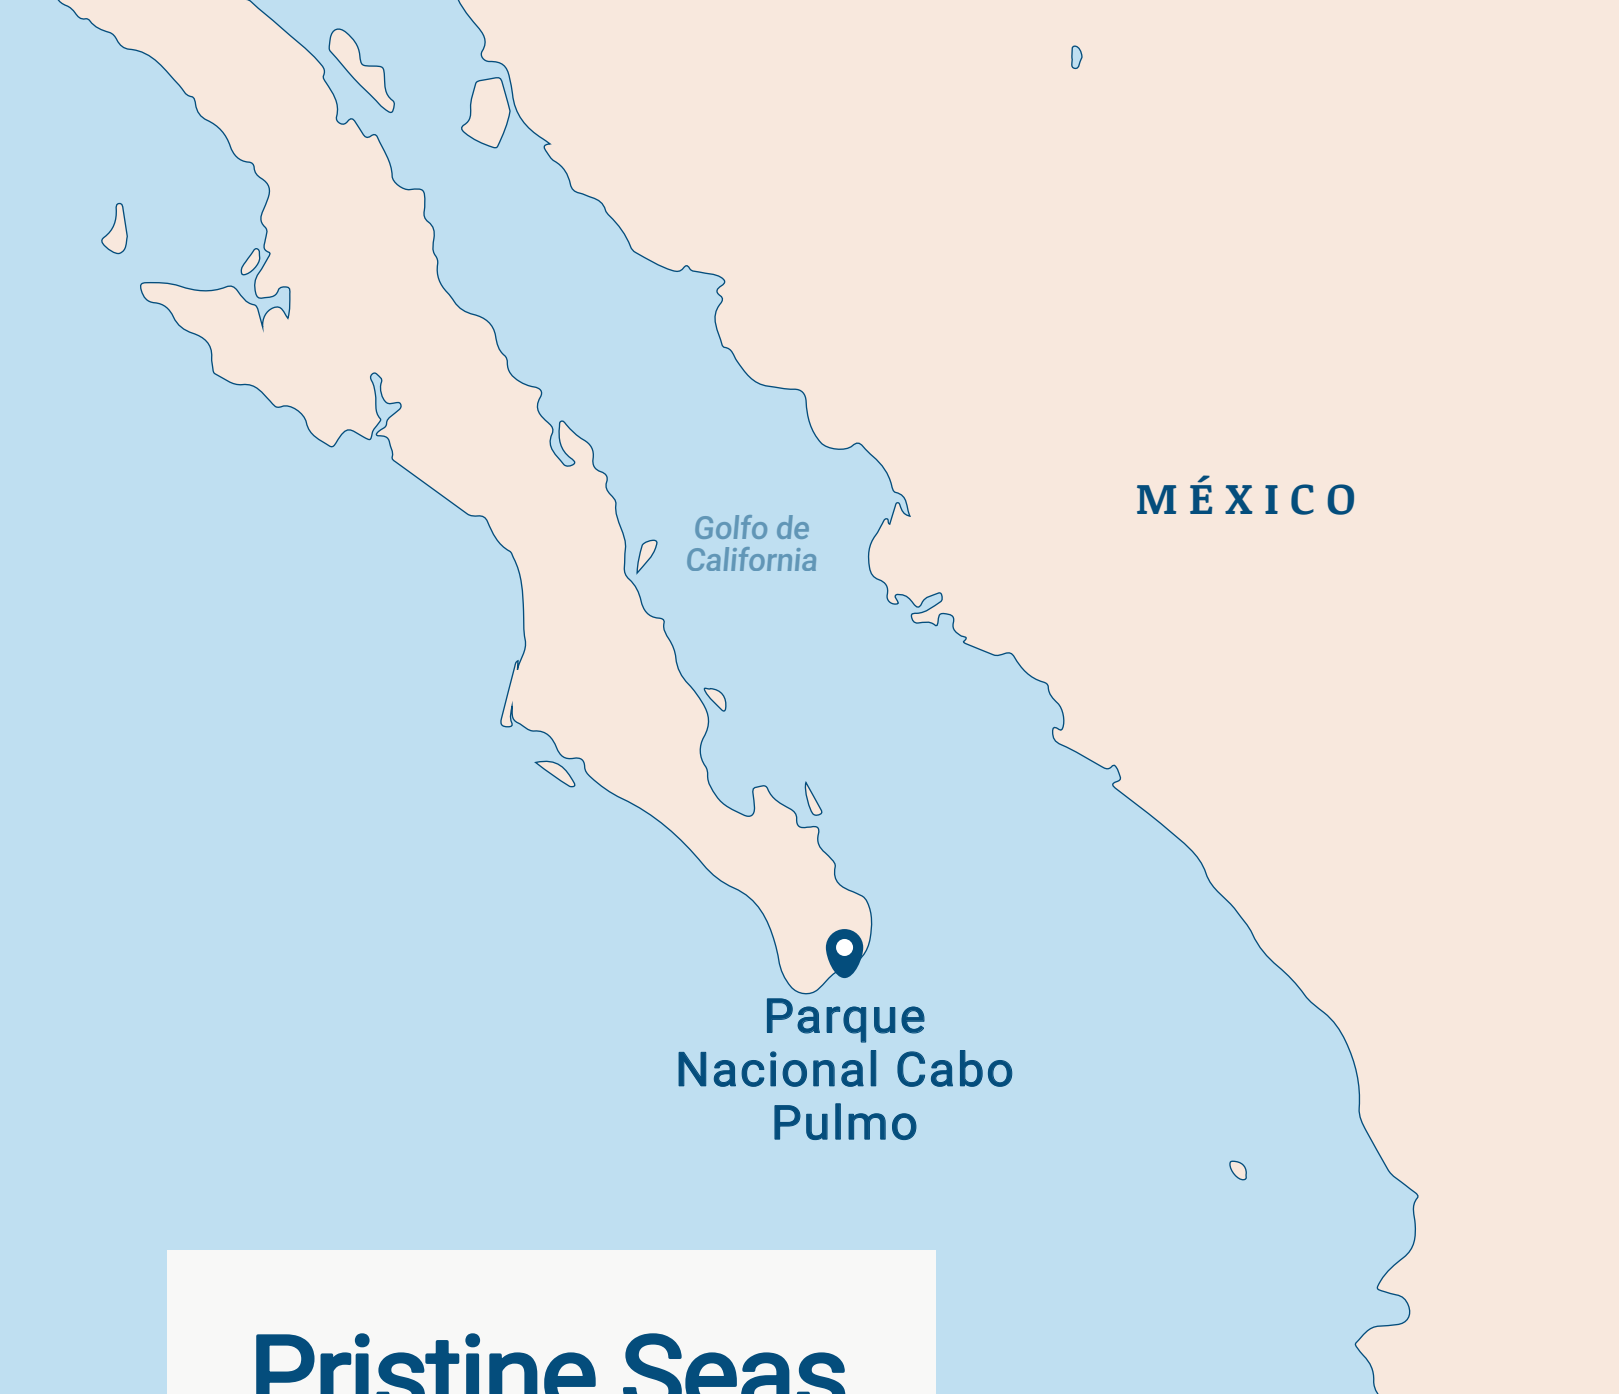 MÉXICO
Golfo de
California
Parque
Nacional Cabo
Pulmo
Pristine Seas